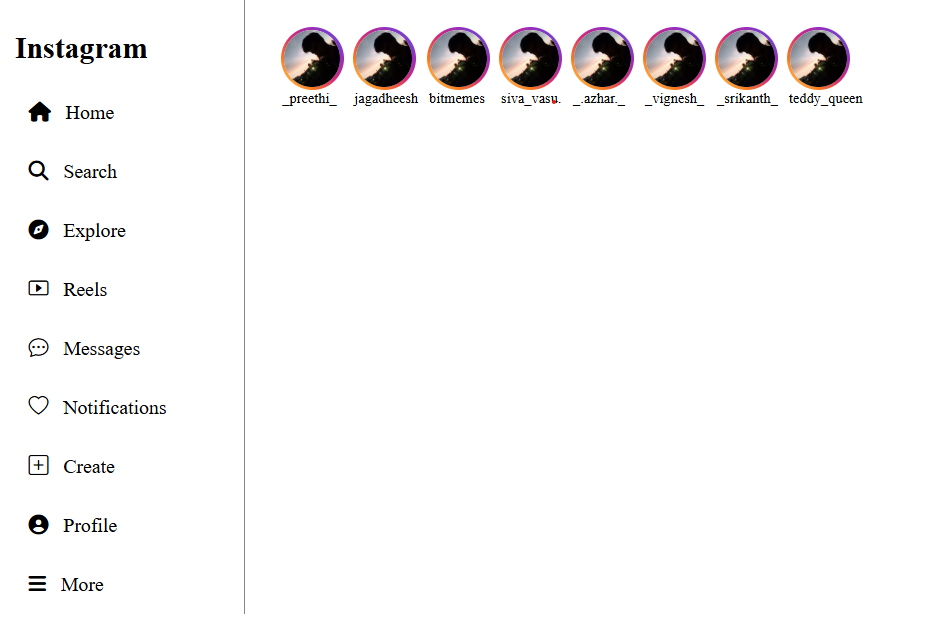 Instagram
Home
Search
Explore
Reels
Messages
Notifications
Create
Profile
More
_preethi_ jagadheesh bitmemes siva_vasu. _.azhar._ _vignesh_ _srikanth_ teddy_queen